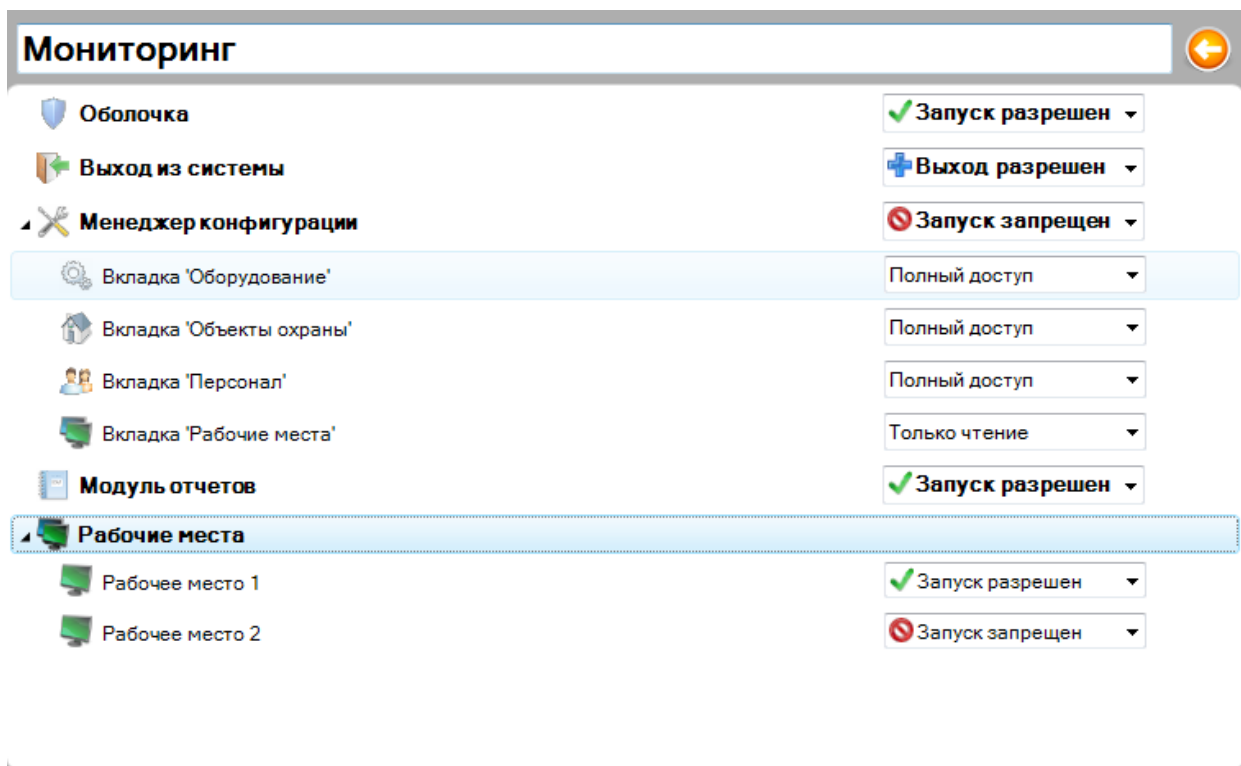 Мониторинг
Оболочка Запуск разрешен
Выход из системы Выход разрешен
Менеджер конфигурации Запуск запрещен
Вкладка 'Оборудование' Полный доступ
Вкладка 'Объекты охраны' Полный доступ
Вкладка 'Персонал' Полный доступ
Вкладка 'Рабочие места' Только чтение
Модуль отчетов Запуск разрешен
Рабочие места
Рабочее место 1 Запуск разрешен
Рабочее место 2 Запуск запрещен